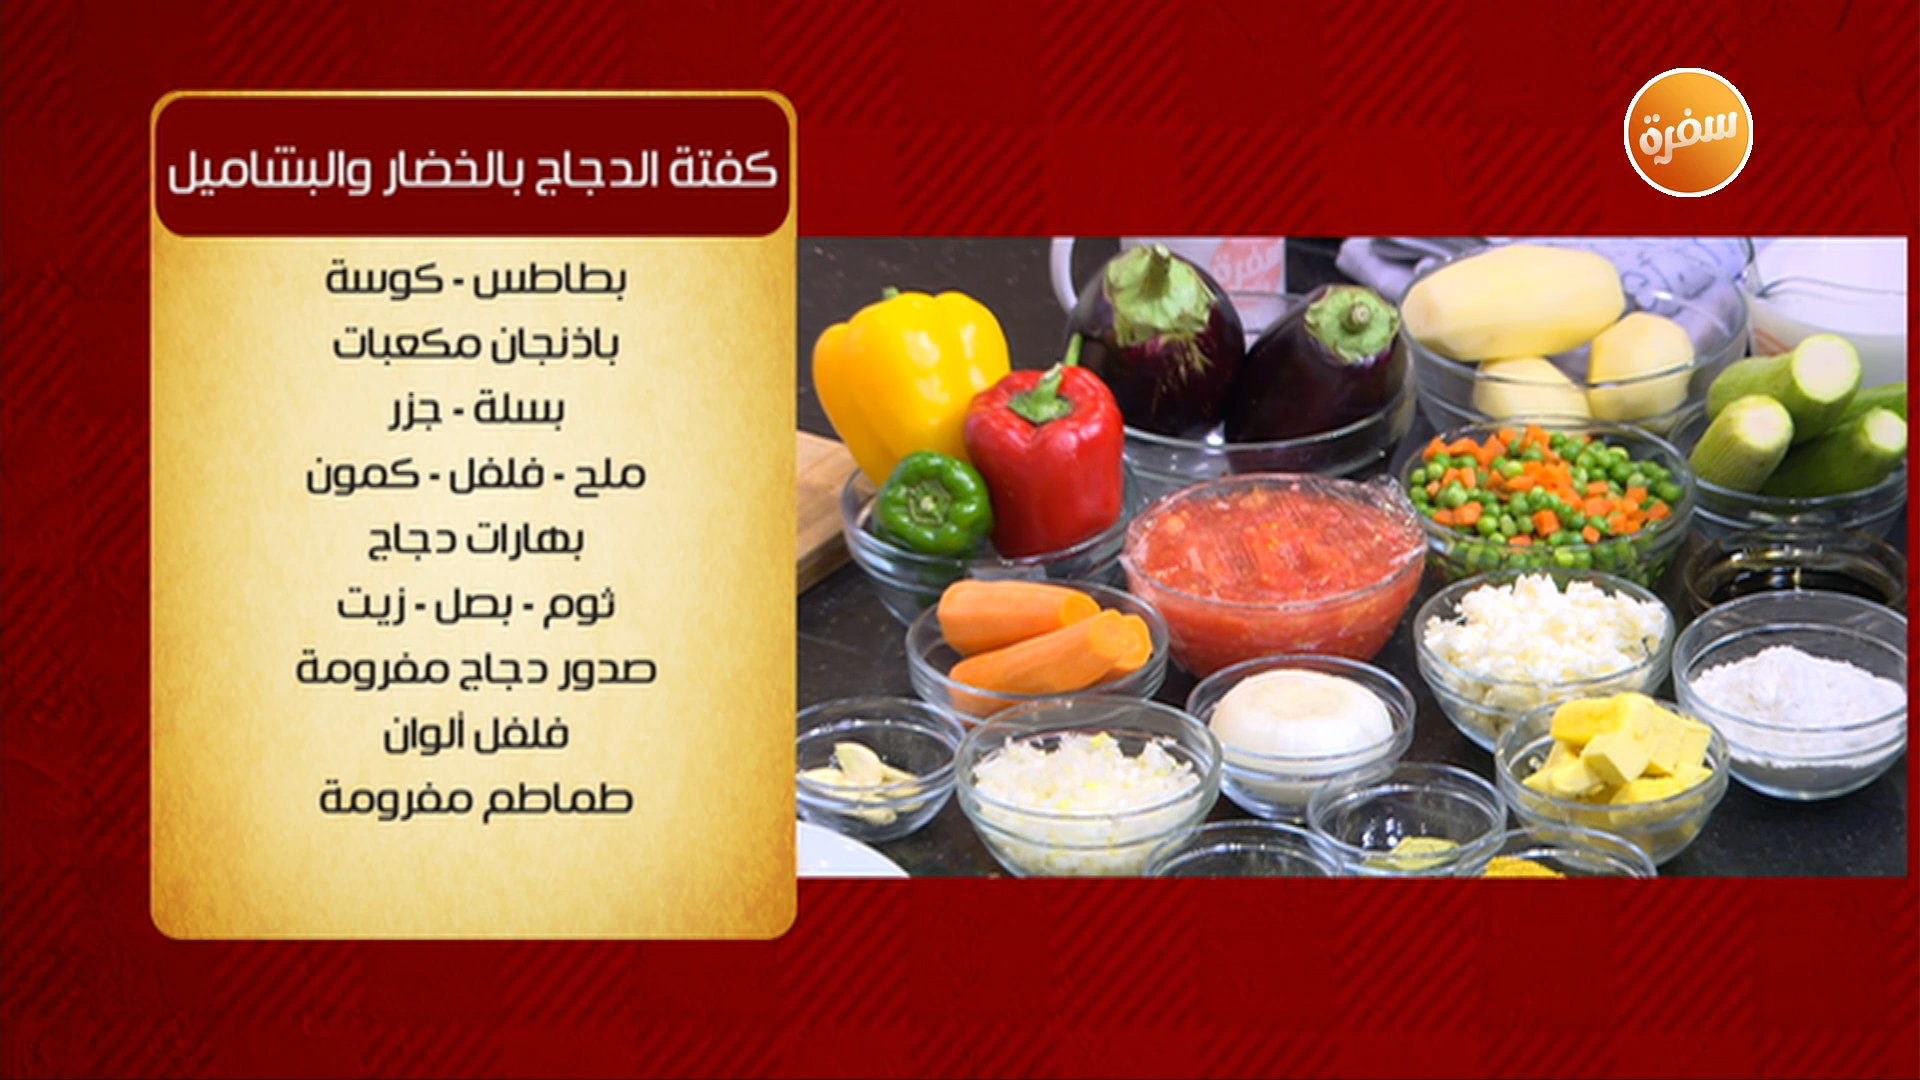 سفرة
كفتة الدجاج بالخضار والبشاميل
بطاطس - كوسة
باذنجان مكعبات
بسلة - جزر
ملح - فلفل - كمون
بهارات دجاج
ثوم - بصل - زيت
صدور دجاج مفرومة
فلفل ألوان
طماطم مفرومة
سفرة